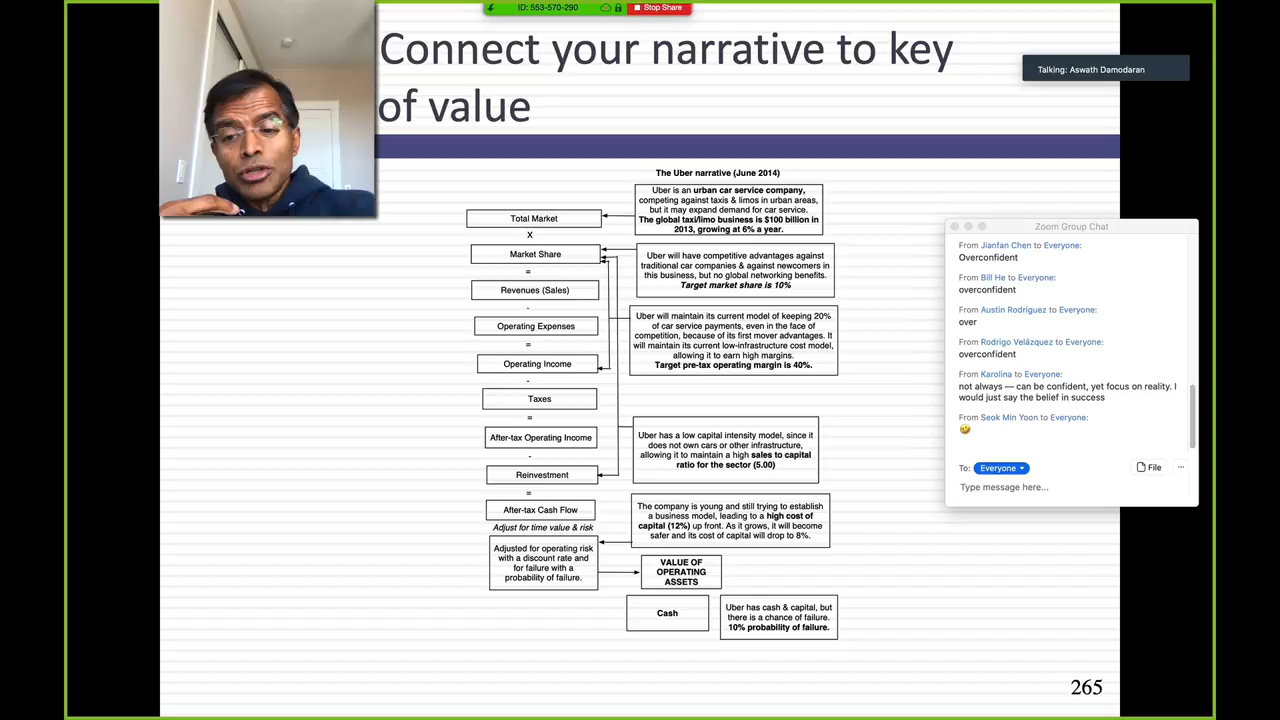 ID: 553-570-290
Stop Share
Connect your narrative to key
of value
Talking: Aswath Damodaran
The Uber narrative (June 2014)
Total Market
X
Market Share
=
Revenues (Sales)
-
Operating Expenses
=
Operating Income
-
Taxes
=
After-tax Operating Income
-
Reinvestment
=
After-tax Cash Flow
Adjust for time value & risk
Adjusted for operating risk
with a discount rate and
for failure with a
probability of failure.
Uber is an urban car service company,
competing against taxis & limos in urban areas,
but it may expand demand for car service.
The global taxi/limo business is $100 billion in
2013, growing at 6% a year.
Uber will have competitive advantages against
traditional car companies & against newcomers in
this business, but no global networking benefits.
Target market share is 10%
Uber will maintain its current model of keeping 20%
of car service payments, even in the face of
competition, because of its first mover advantages. It
will maintain its current low-infrastructure cost model,
allowing it to earn high margins.
Target pre-tax operating margin is 40%.
Uber has a low capital intensity model, since it
does not own cars or other infrastructure,
allowing it to maintain a high sales to capital
ratio for the sector (5.00)
The company is young and still trying to establish
a business model, leading to a high cost of
capital (12%) up front. As it grows, it will become
safer and its cost of capital will drop to 8%.
VALUE OF
OPERATING
ASSETS
Cash
Uber has cash & capital, but
there is a chance of failure.
10% probability of failure.
Zoom Group Chat
From Jianfan Chen to Everyone:
Overconfident
From Bill He to Everyone:
overconfident
From Austin Rodriguez to Everyone:
over
From Rodrigo Velázquez to Everyone:
overconfident
From Karolina to Everyone:
not always — can be confident, yet focus on reality. I
would just say the belief in success
From Seok Min Yoon to Everyone:
🤣
To: Everyone
File
...
Type message here...
265